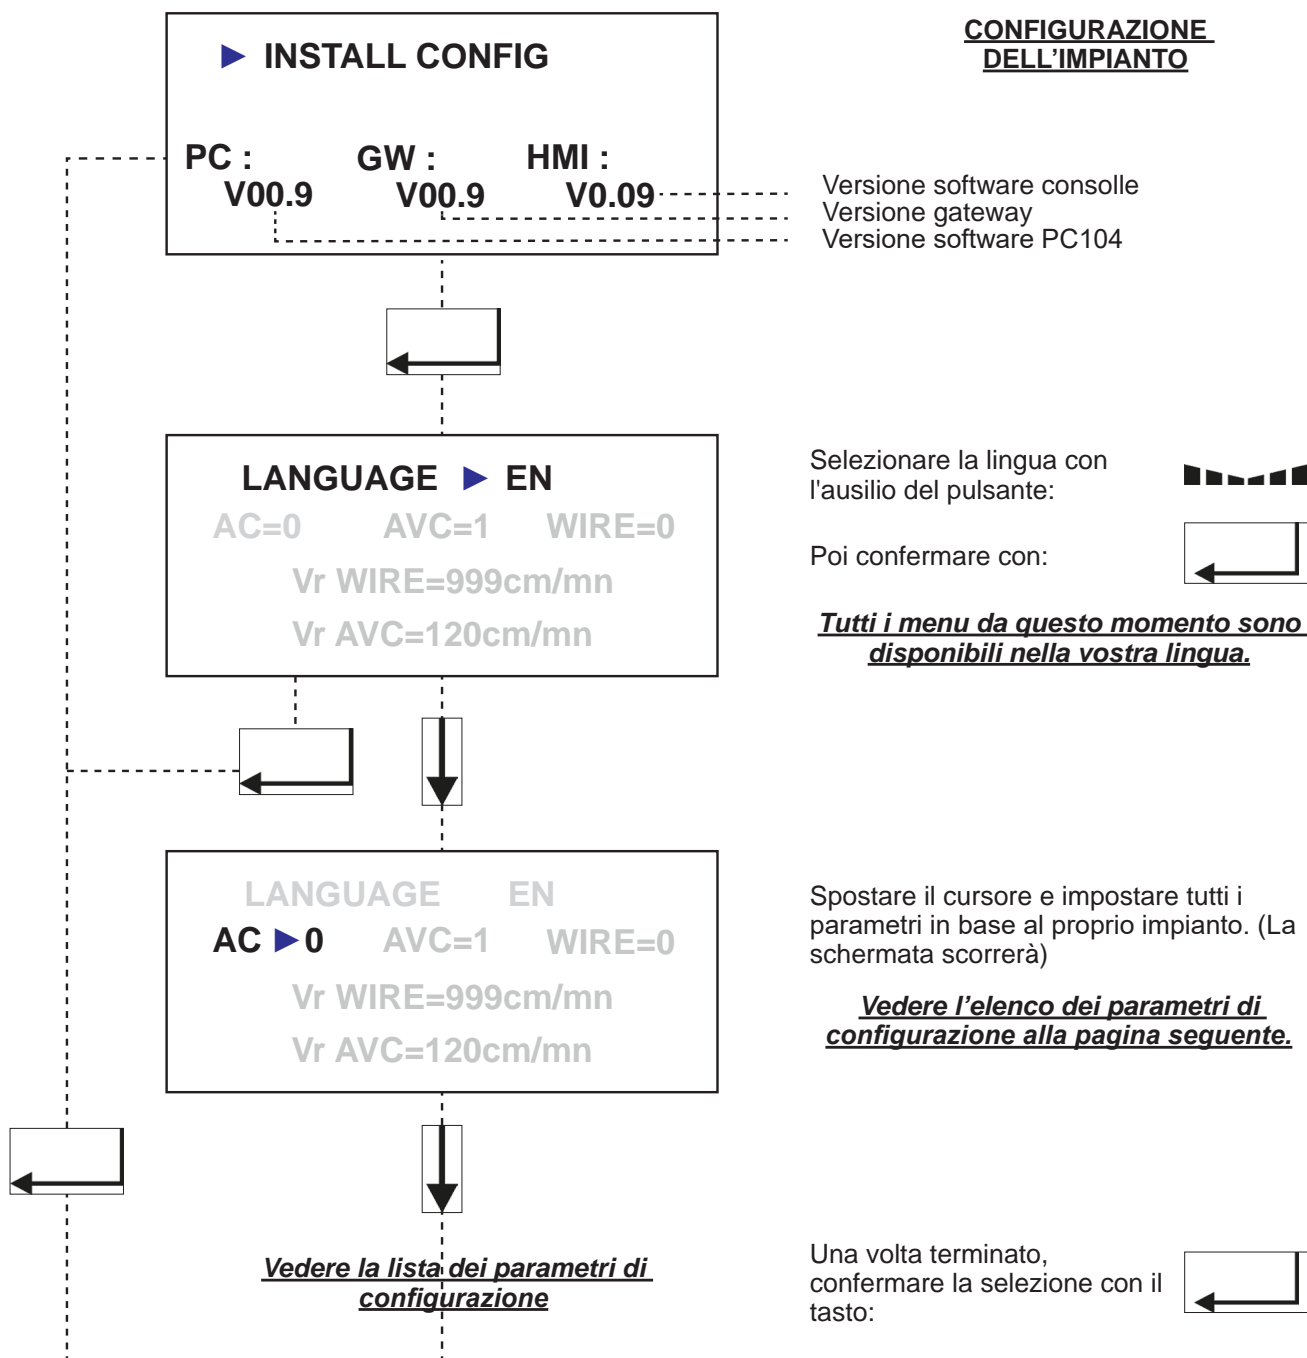 CONFIGURAZIONE
DELL'IMPIANTO
► INSTALL CONFIG
PC : GW : HMI :
V00.9 V00.9 V0.09
Versione software consolle
Versione gateway
Versione software PC104
LANGUAGE ► EN
AC=0 AVC=1 WIRE=0
Vr WIRE=999cm/mn
Vr AVC=120cm/mn
Selezionare la lingua con
l'ausilio del pulsante:
Poi confermare con:
Tutti i menu da questo momento sono
disponibili nella vostra lingua.
LANGUAGE EN
AC ► 0 AVC=1 WIRE=0
Vr WIRE=999cm/mn
Vr AVC=120cm/mn
Spostare il cursore e impostare tutti i
parametri in base al proprio impianto. (La
schermata scorrerà)
Vedere l’elenco dei parametri di
configurazione alla pagina seguente.
Vedere la lista dei parametri di
configurazione
Una volta terminato,
confermare la selezione con il
tasto: